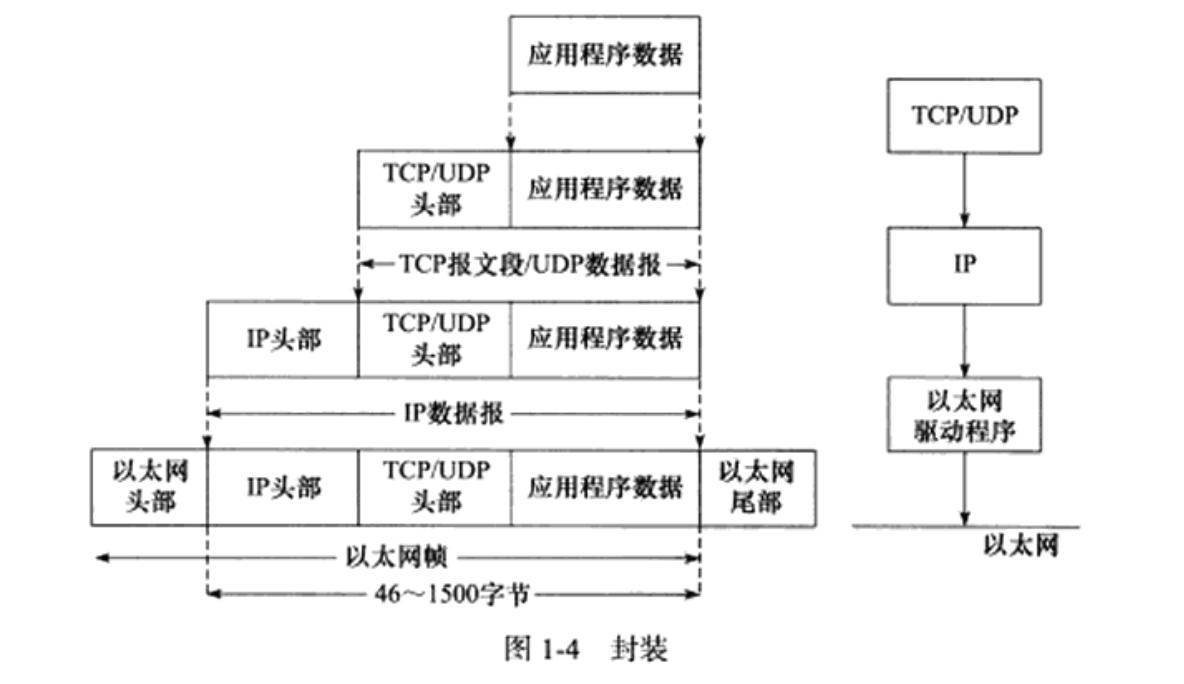 应用程序数据
TCP/UDP
头部
应用程序数据
TCP报文段/UDP数据报
IP头部
TCP/UDP
头部
应用程序数据
IP数据报
以太网
头部
IP头部
TCP/UDP
头部
应用程序数据
以太网
尾部
以太网帧
46～1500字节
TCP/UDP
IP
以太网
驱动程序
以太网
图 1-4 封装